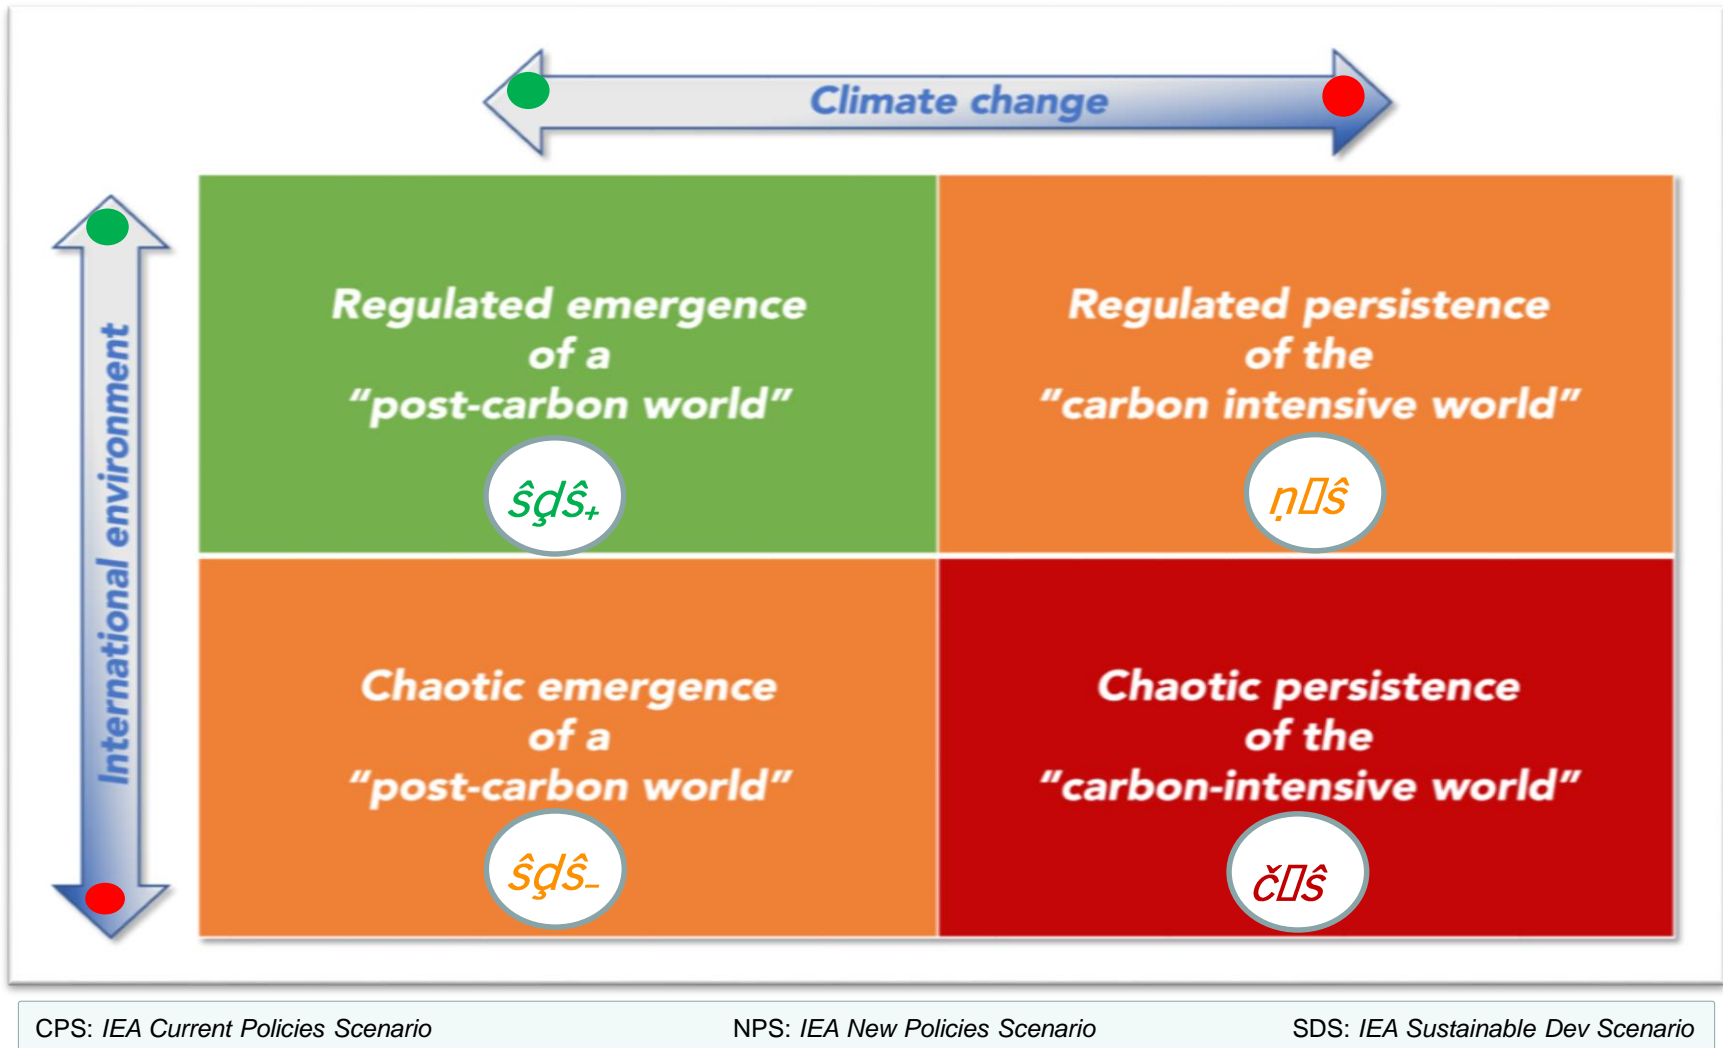 Climate change
International environment
Regulated emergence
of a
“post-carbon world”
ŝḑŝ₊
Regulated persistence
of the
“carbon intensive world”
ṇ▯ŝ
Chaotic emergence
of a
“post-carbon world”
ŝḑŝ₋
Chaotic persistence
of the
“carbon-intensive world”
č▯ŝ
CPS: IEA Current Policies Scenario NPS: IEA New Policies Scenario SDS: IEA Sustainable Dev Scenario